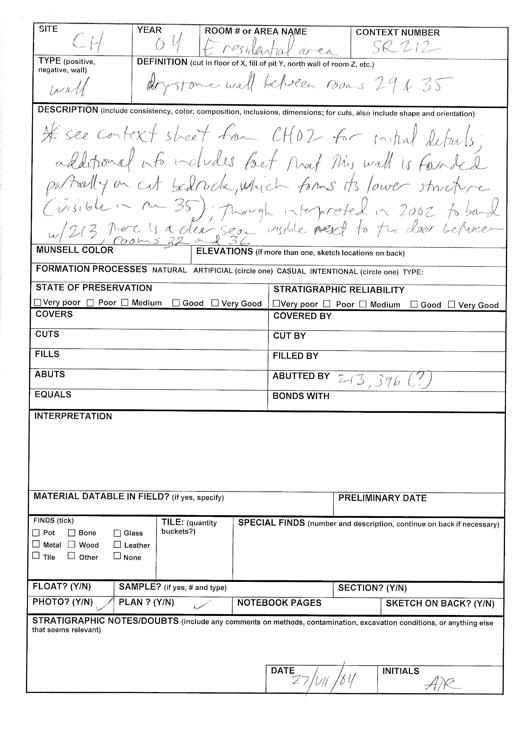 SITE CH YEAR 04 ROOM # or AREA NAME E residential area CONTEXT NUMBER SR212
TYPE (positive, negative, wall) wall DEFINITION (cut in floor of X, fill of pit Y, north wall of room Z, etc.) drystone wall between rooms 29 & 35
DESCRIPTION (include consistency, color, composition, inclusions, dimensions; for cuts, also include shape and orientation)
* see context sheet from CH02 for initial details;
additional info includes fact that this wall is founded
partially on cut bedrock, which forms its lower structure
(visible in rm 35); though interpreted in 2002 to bond
w/213 there is a clear seam visible next to the door between
rooms 32 and 36
MUNSELL COLOR ELEVATIONS (if more than one, sketch locations on back)
FORMATION PROCESSES NATURAL ARTIFICIAL (circle one) CASUAL INTENTIONAL (circle one) TYPE:
STATE OF PRESERVATION STRATIGRAPHIC RELIABILITY
Very poor Poor Medium Good Very Good Very poor Poor Medium Good Very Good
COVERS COVERED BY
CUTS CUT BY
FILLS FILLED BY
ABUTS ABUTTED BY 213, 396 (?)
EQUALS BONDS WITH
INTERPRETATION
MATERIAL DATABLE IN FIELD? (if yes, specify) PRELIMINARY DATE
FINDS (tick) TILE: (quantity buckets?) SPECIAL FINDS (number and description, continue on back if necessary)
Pot Bone Glass
Metal Wood Leather
Tile Other None
FLOAT? (Y/N) SAMPLE? (if yes, # and type) SECTION? (Y/N)
PHOTO? (Y/N) ✓ PLAN ? (Y/N) ✓ NOTEBOOK PAGES SKETCH ON BACK? (Y/N)
STRATIGRAPHIC NOTES/DOUBTS (include any comments on methods, contamination, excavation conditions, or anything else
that seems relevant)
DATE 27/VII/04 INITIALS AJR